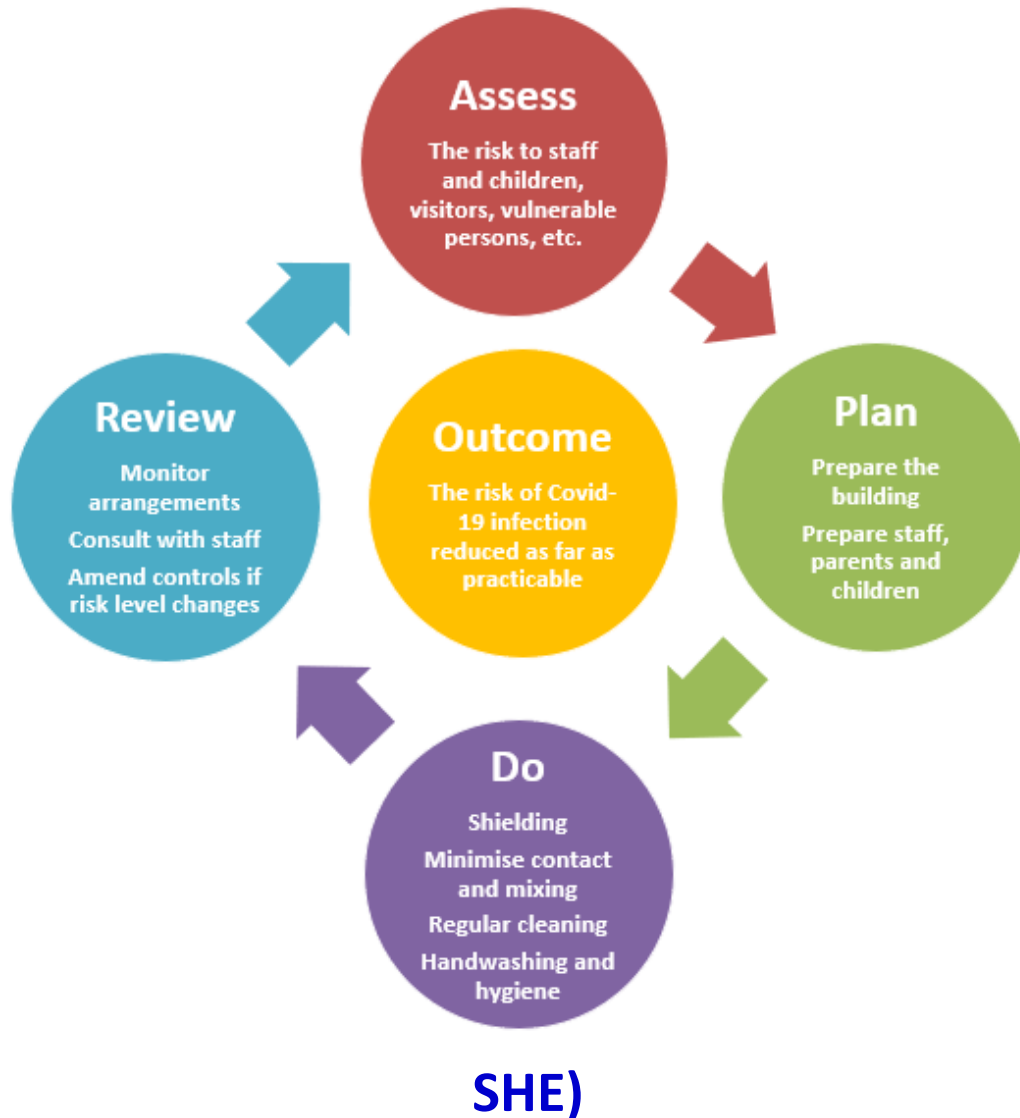 Assess
The risk to staff
and children,
visitors, vulnerable
persons, etc.
Plan
Prepare the
building
Prepare staff,
parents and
children
Do
Shielding
Minimise contact
and mixing
Regular cleaning
Handwashing and
hygiene
Review
Monitor
arrangements
Consult with staff
Amend controls if
risk level changes
Outcome
The risk of Covid-
19 infection
reduced as far as
practicable
SHE)